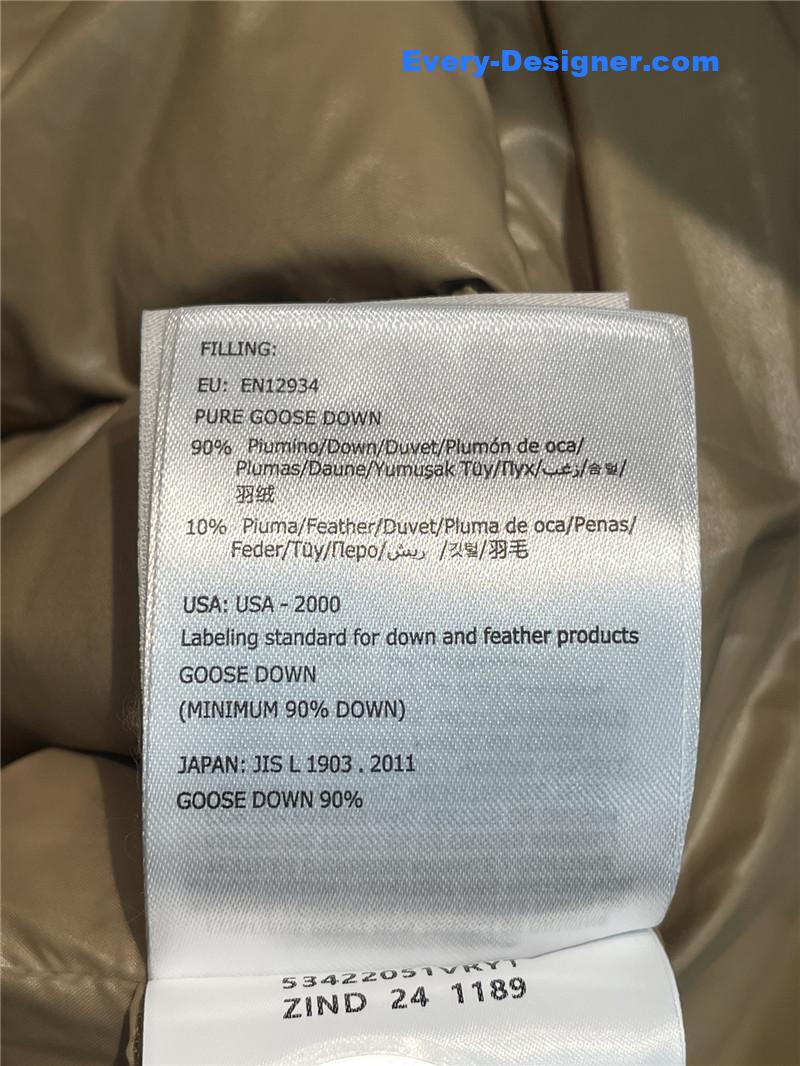 Every-Designer.com
FILLING:
EU: EN12934
PURE GOOSE DOWN
90% Piumino/Down/Duvet/Plumón de oca/
Plumas/Daune/Yumuşak Tüy/Пух/زغب/솜털/
羽绒
10% Piuma/Feather/Duvet/Pluma de oca/Penas/
Feder/Tüy/Перо/ريش /깃털/羽毛
USA: USA - 2000
Labeling standard for down and feather products
GOOSE DOWN
(MINIMUM 90% DOWN)
JAPAN: JIS L 1903 . 2011
GOOSE DOWN 90%
ZIND 24 1189